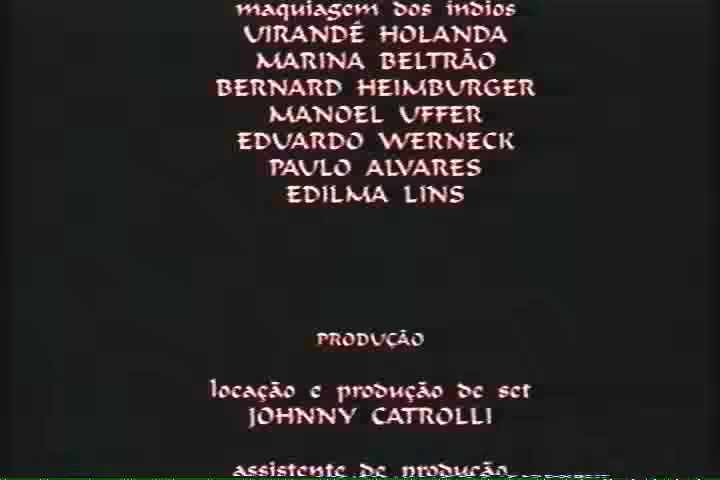 maquiagem dos índios
UIRANDÊ HOLANDA
MARINA BELTRÃO
BERNARD HEIMBURGER
MANOEL UFFER
EDUARDO WERNECK
PAULO ALVARES
EDILMA LINS
PRODUÇÃO
locação e produção de set
JOHNNY CATROLLI
assistente de produção